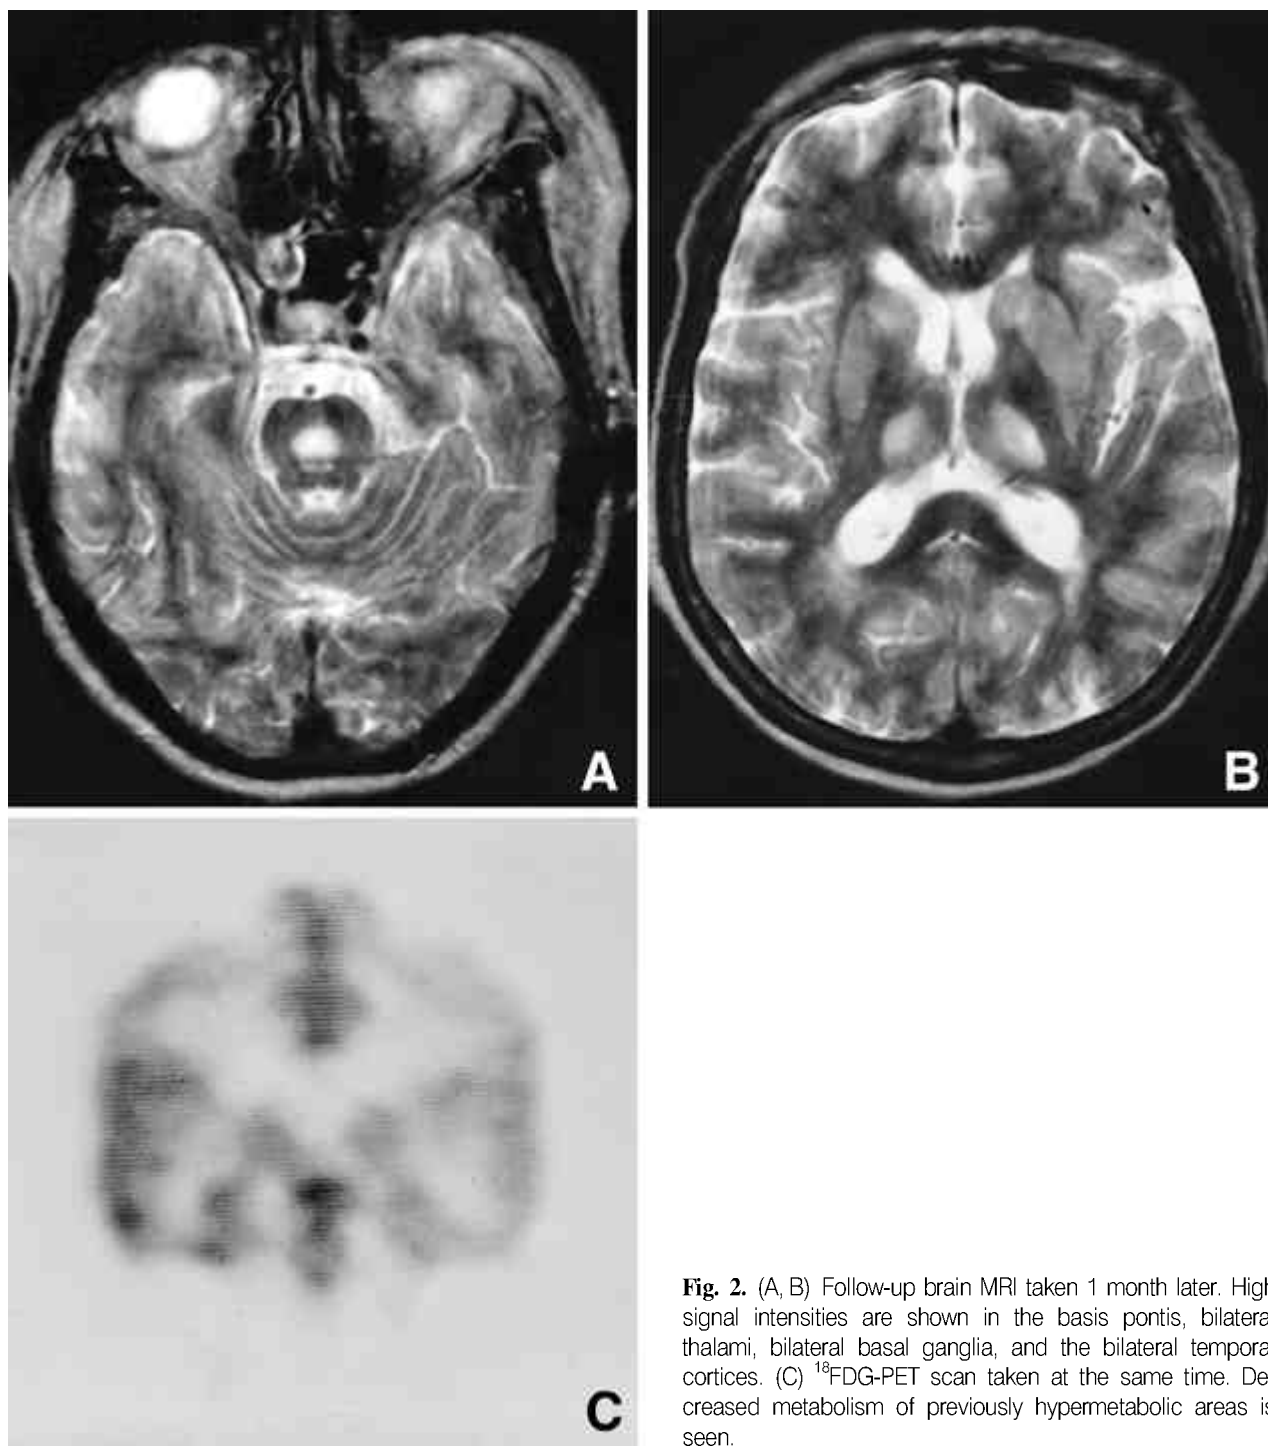 A
B
C
Fig. 2. (A, B) Follow-up brain MRI taken 1 month later. High
signal intensities are shown in the basis pontis, bilatera
thalami, bilateral basal ganglia, and the bilateral tempora
cortices. (C) 18FDG-PET scan taken at the same time. De-
creased metabolism of previously hypermetabolic areas is
seen.